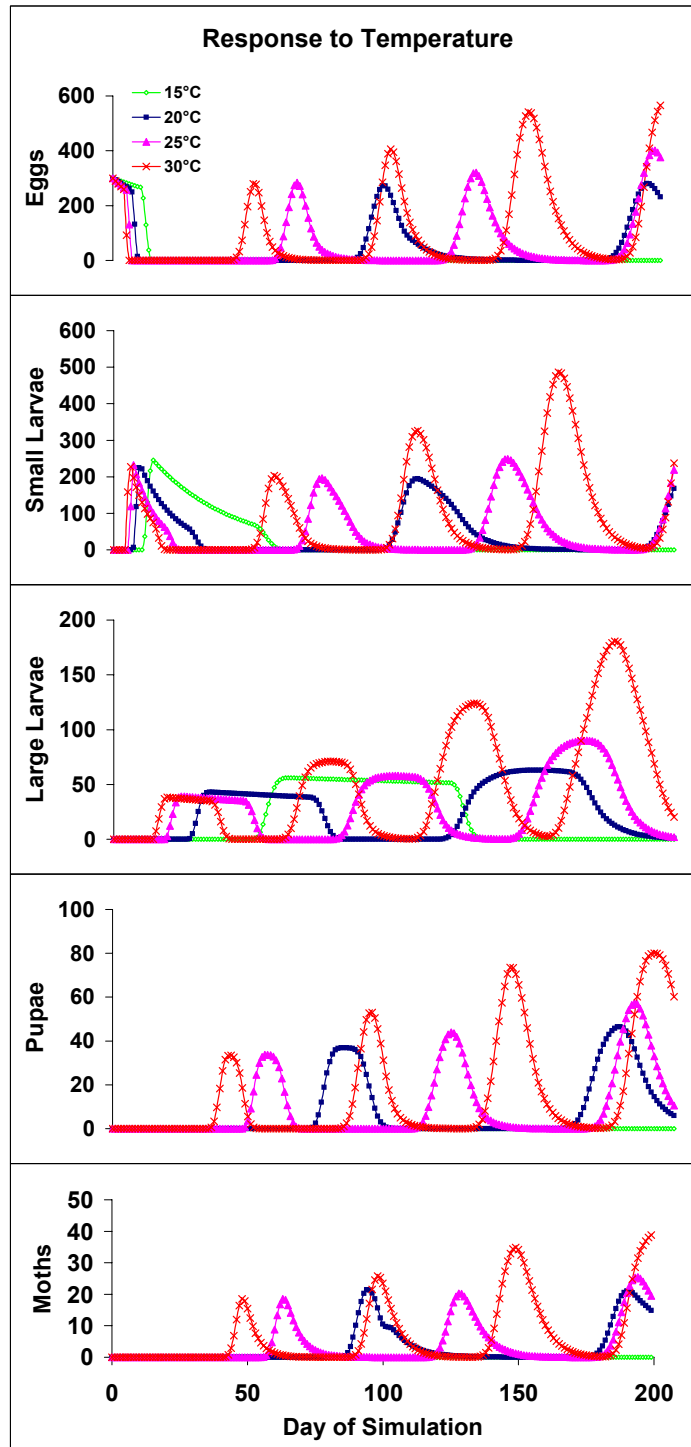 Response to Temperature
15°C
20°C
25°C
30°C
Eggs
600
400
200
0
Small Larvae
600
500
400
300
200
100
0
Large Larvae
200
150
100
50
0
Pupae
100
80
60
40
20
0
Moths
50
40
30
20
10
0
0 50 100 150 200
Day of Simulation